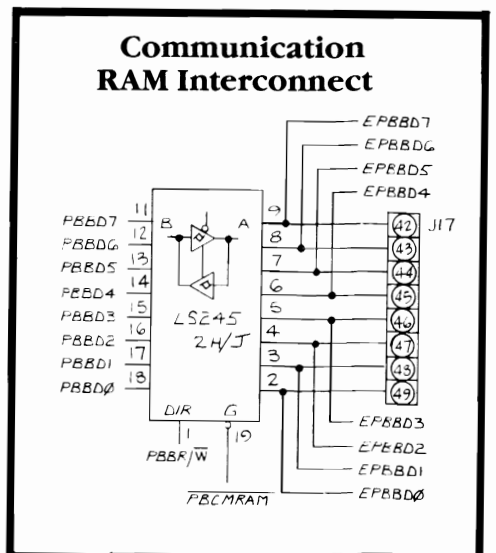 Communication
RAM Interconnect
EPBBD7
EPBBD6
EPBBD5
EPBBD4
PBBD7 11 B A 9 42 J17
PBBD6 12 8 43
PBBD5 13 7 44
PBBD4 14 6 45
PBBD3 15 LS245 5 46
PBBD2 16 2H/J 4 47
PBBD1 17 3 48
PBBDØ 18 2 49
DIR G
1 19
PBBR/W̅
P̅B̅C̅M̅R̅A̅M̅
EPBBD3
EPBBD2
EPBBD1
EPBBDØ